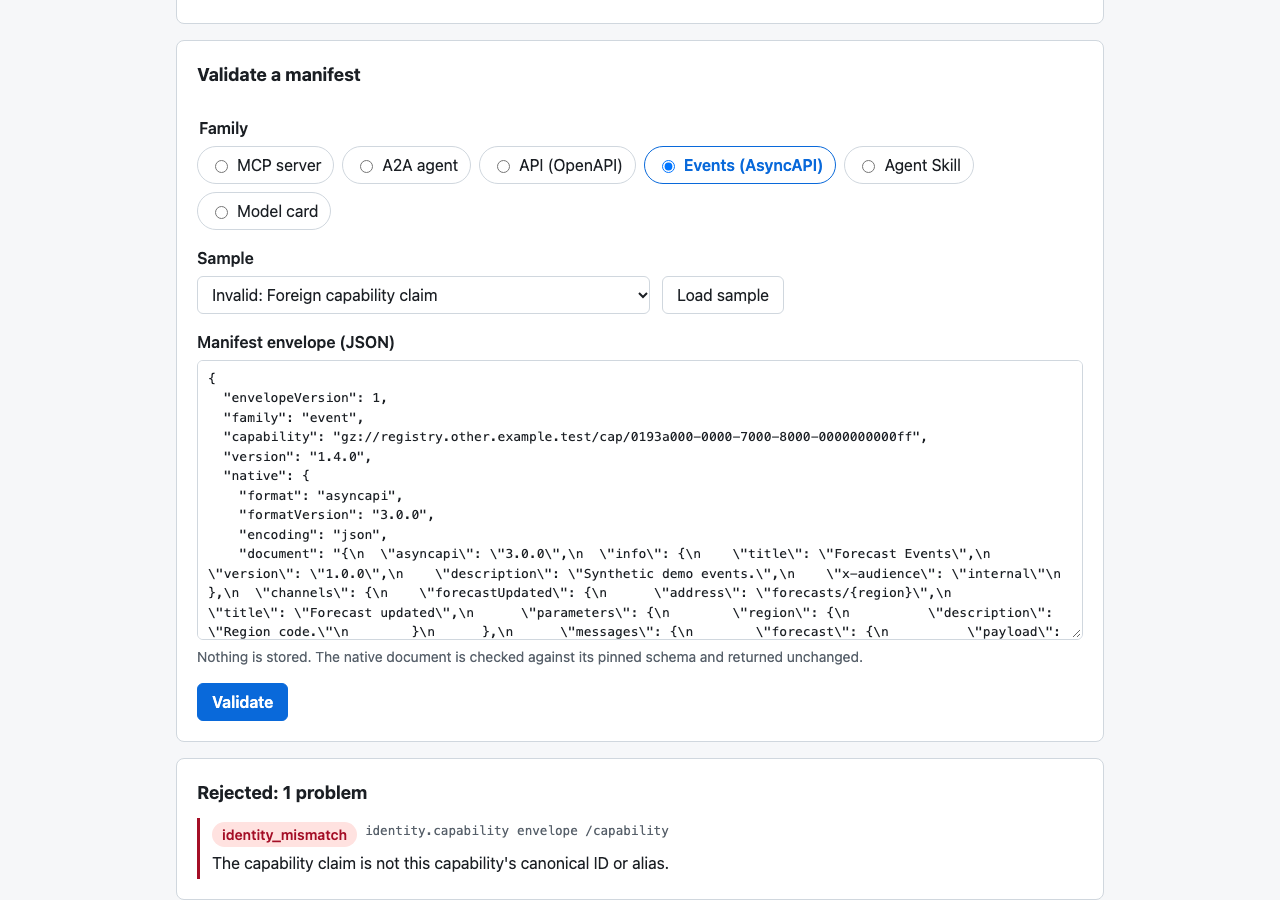 Validate a manifest
Family
MCP server
A2A agent
API (OpenAPI)
Events (AsyncAPI)
Agent Skill
Model card
Sample
Invalid: Foreign capability claim
Load sample
Manifest envelope (JSON)
{
  "envelopeVersion": 1,
  "family": "event",
  "capability": "gz://registry.other.example.test/cap/0193a000-0000-7000-8000-0000000000ff",
  "version": "1.4.0",
  "native": {
    "format": "asyncapi",
    "formatVersion": "3.0.0",
    "encoding": "json",
    "document": "{\n  \"asyncapi\": \"3.0.0\",\n  \"info\": {\n    \"title\": \"Forecast Events\",\n
\"version\": \"1.0.0\",\n    \"description\": \"Synthetic demo events.\",\n    \"x-audience\": \"internal\"\n
},\n  \"channels\": {\n    \"forecastUpdated\": {\n      \"address\": \"forecasts/{region}\",\n
\"title\": \"Forecast updated\",\n      \"parameters\": {\n        \"region\": {\n          \"description\":
\"Region code.\"\n        }\n      },\n      \"messages\": {\n        \"forecast\": {\n          \"payload\":
Nothing is stored. The native document is checked against its pinned schema and returned unchanged.
Validate
Rejected: 1 problem
identity_mismatch identity.capability envelope /capability
The capability claim is not this capability's canonical ID or alias.